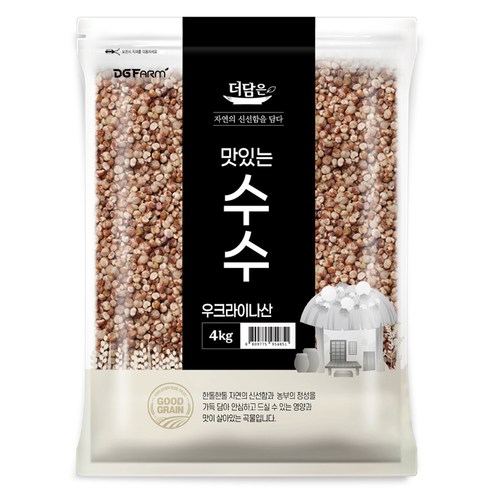 DGFARM
더담은
자연의 신선함을 담다
맛있는
수
수
우크라이나산
4kg
GOOD
GRAIN
한톨한톨 자연의 신선함과 농부의 정성을
가득 담아 안심하고 드실 수 있는 영양과
맛이 살아있는 곡물입니다.